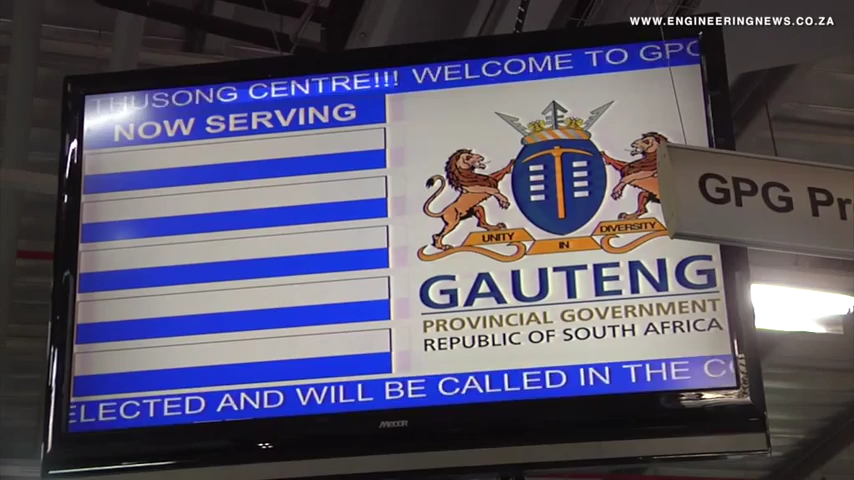 WWW.ENGINEERINGNEWS.CO.ZA
THUSONG CENTRE!!! WELCOME TO GPG
NOW SERVING
UNITY IN DIVERSITY
GAUTENG
PROVINCIAL GOVERNMENT
REPUBLIC OF SOUTH AFRICA
GPG Pr
ELECTED AND WILL BE CALLED IN THE C
MECER